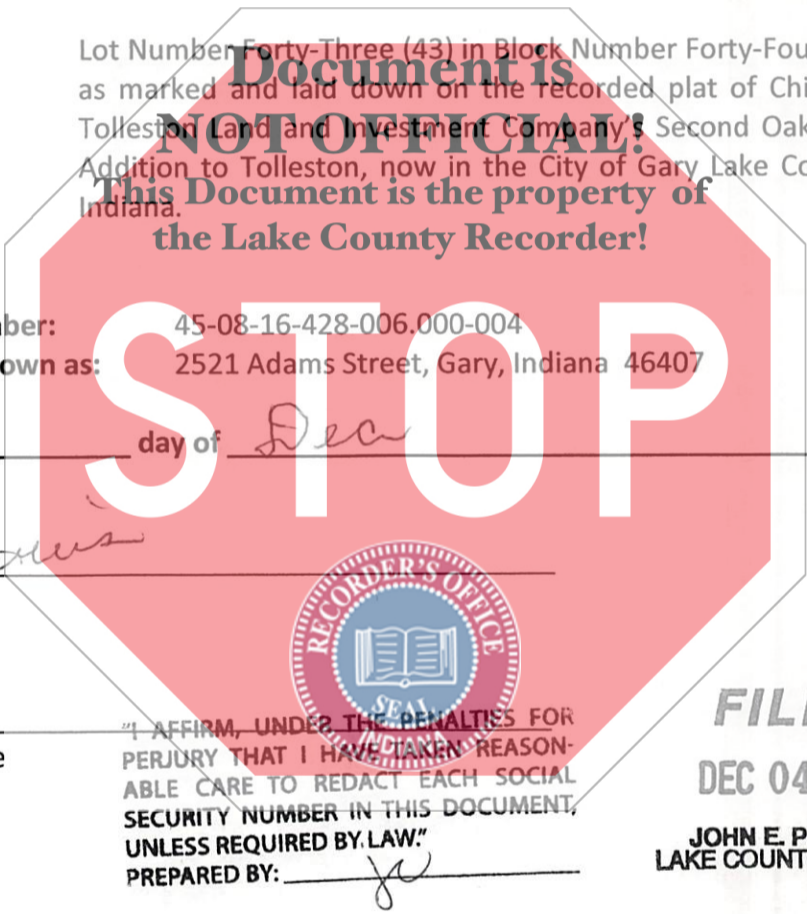 Lot Number Forty-Three (43) in Block Number Forty-Fou
Document is
as marked and laid down on the recorded plat of Chi
NOT OFFICIAL!
Tolleston Land and Investment Company's Second Oak
Addition to Tolleston, now in the City of Gary Lake Co
This Document is the property of
Indiana.
the Lake County Recorder!
ber: 45-08-16-428-006.000-004
own as: 2521 Adams Street, Gary, Indiana 46407
STOP
day of Dec
RECORDER'S OFFICE
SEAL
INDIANA
"I AFFIRM, UNDER THE PENALTIES FOR
PERJURY THAT I HAVE TAKEN REASON-
ABLE CARE TO REDACT EACH SOCIAL
SECURITY NUMBER IN THIS DOCUMENT,
UNLESS REQUIRED BY LAW."
PREPARED BY:
e
FIL
DEC 04
JOHN E. P
LAKE COUNT